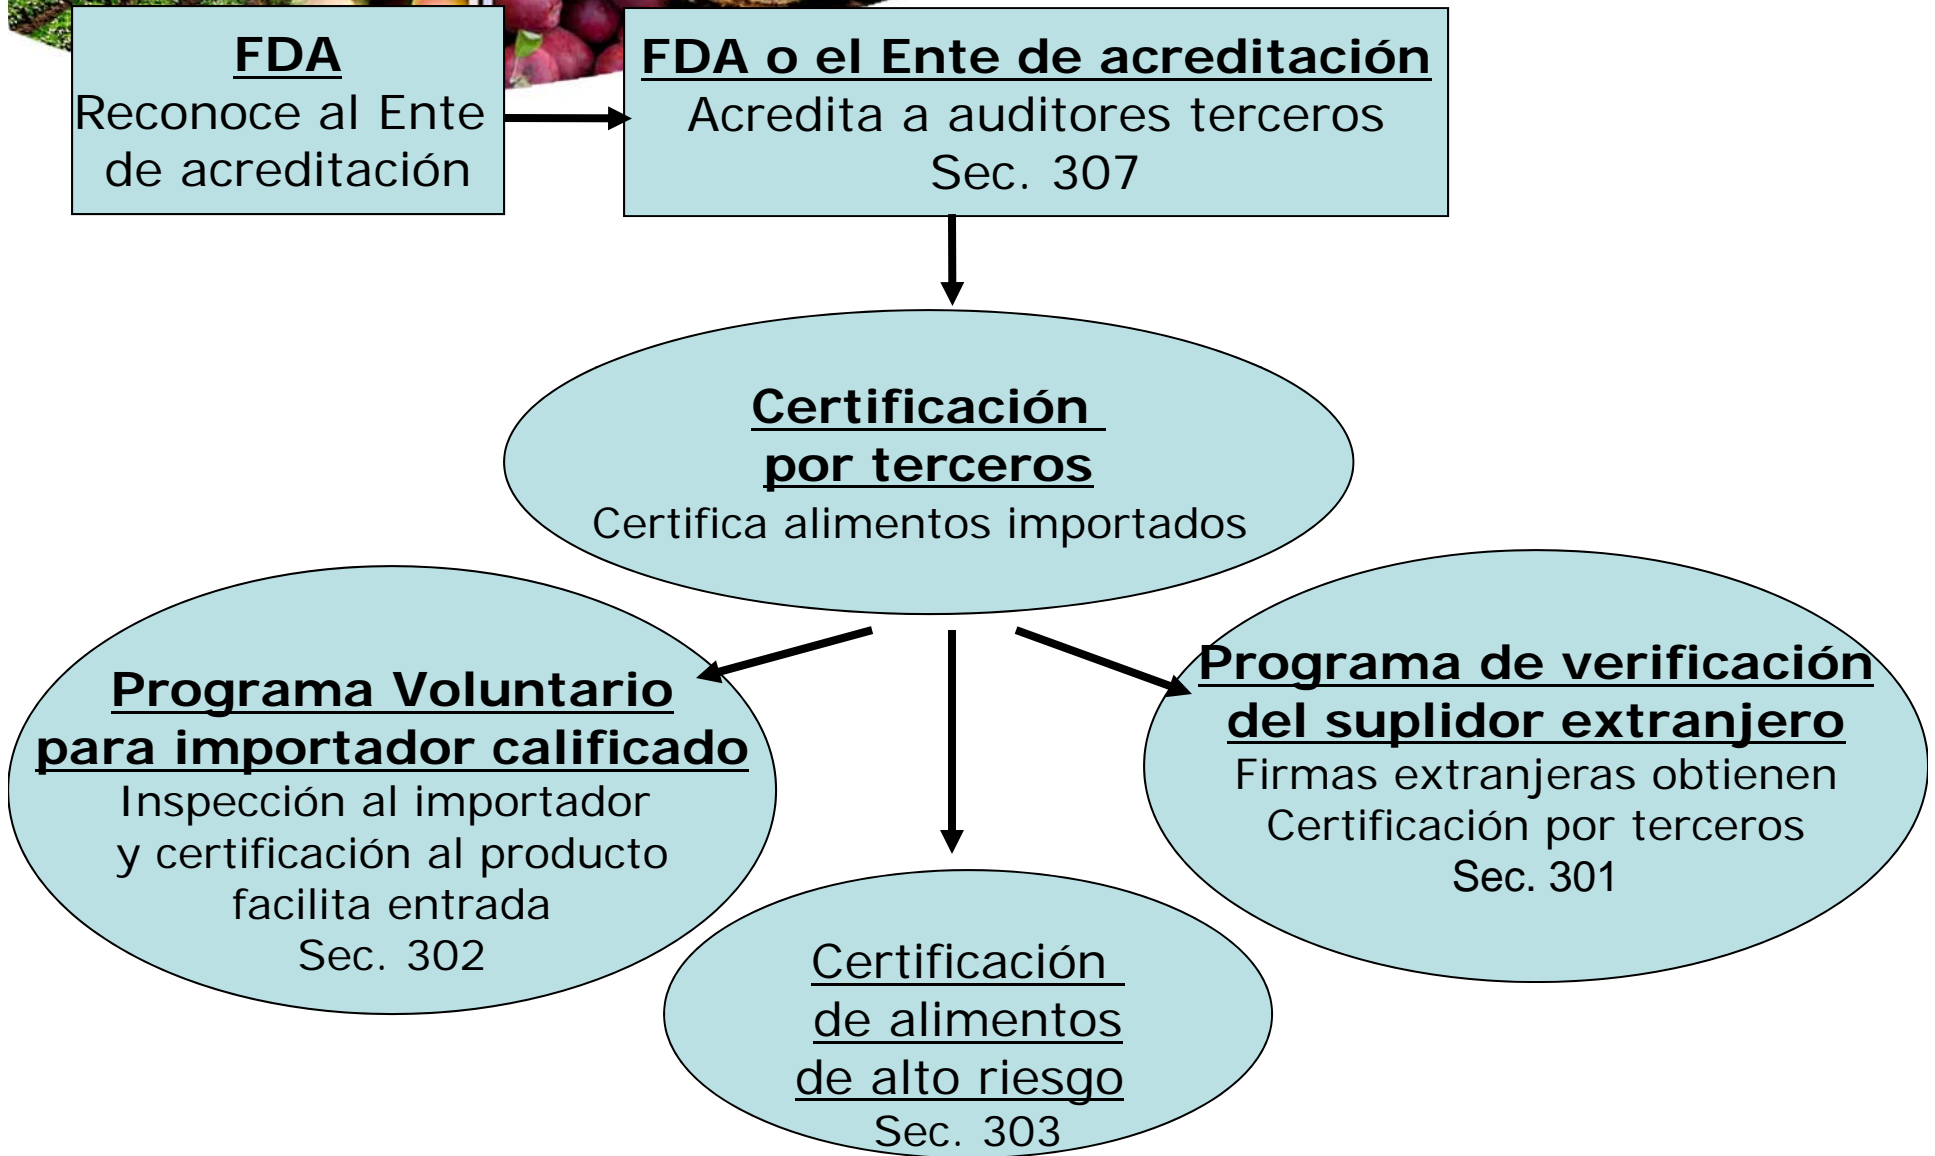 FDA
Reconoce al Ente
de acreditación
FDA o el Ente de acreditación
Acredita a auditores terceros
Sec. 307
Certificación
por terceros
Certifica alimentos importados
Programa Voluntario
para importador calificado
Inspección al importador
y certificación al producto
facilita entrada
Sec. 302
Certificación
de alimentos
de alto riesgo
Sec. 303
Programa de verificación
del suplidor extranjero
Firmas extranjeras obtienen
Certificación por terceros
Sec. 301